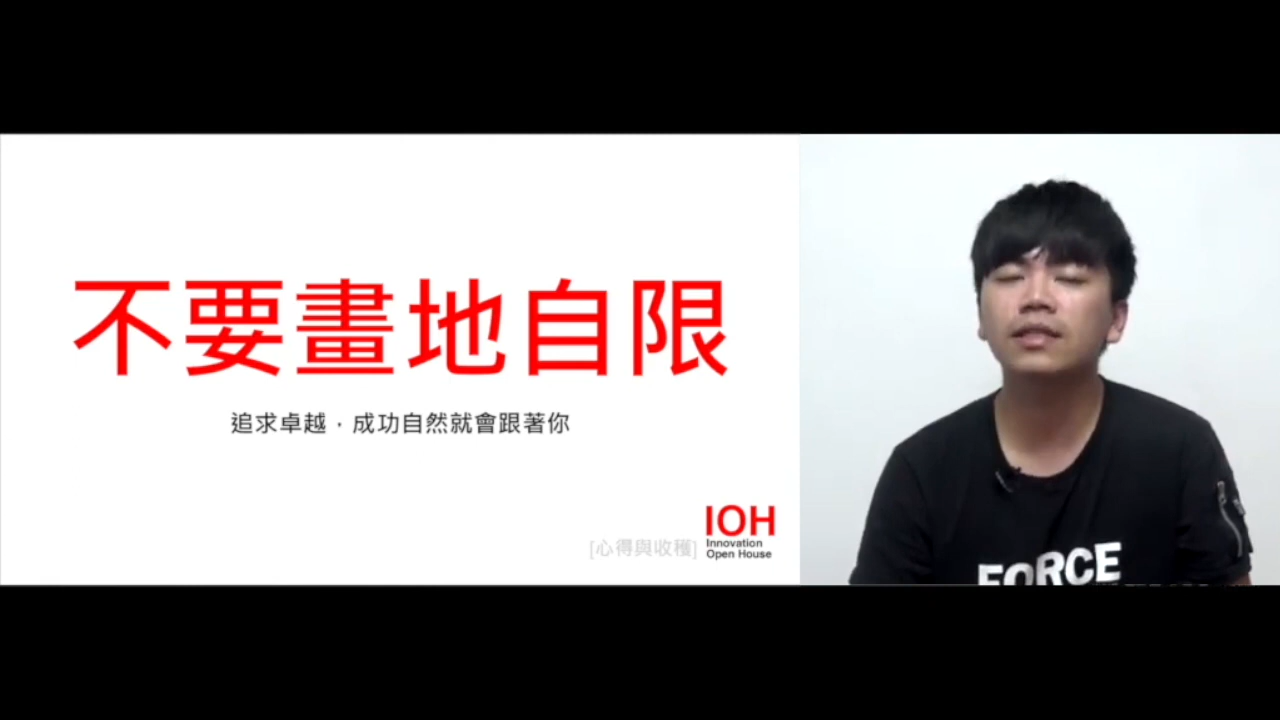 不要畫地自限
追求卓越，成功自然就會跟著你
[心得與收穫]
IOH
Innovation
Open House
FORCE